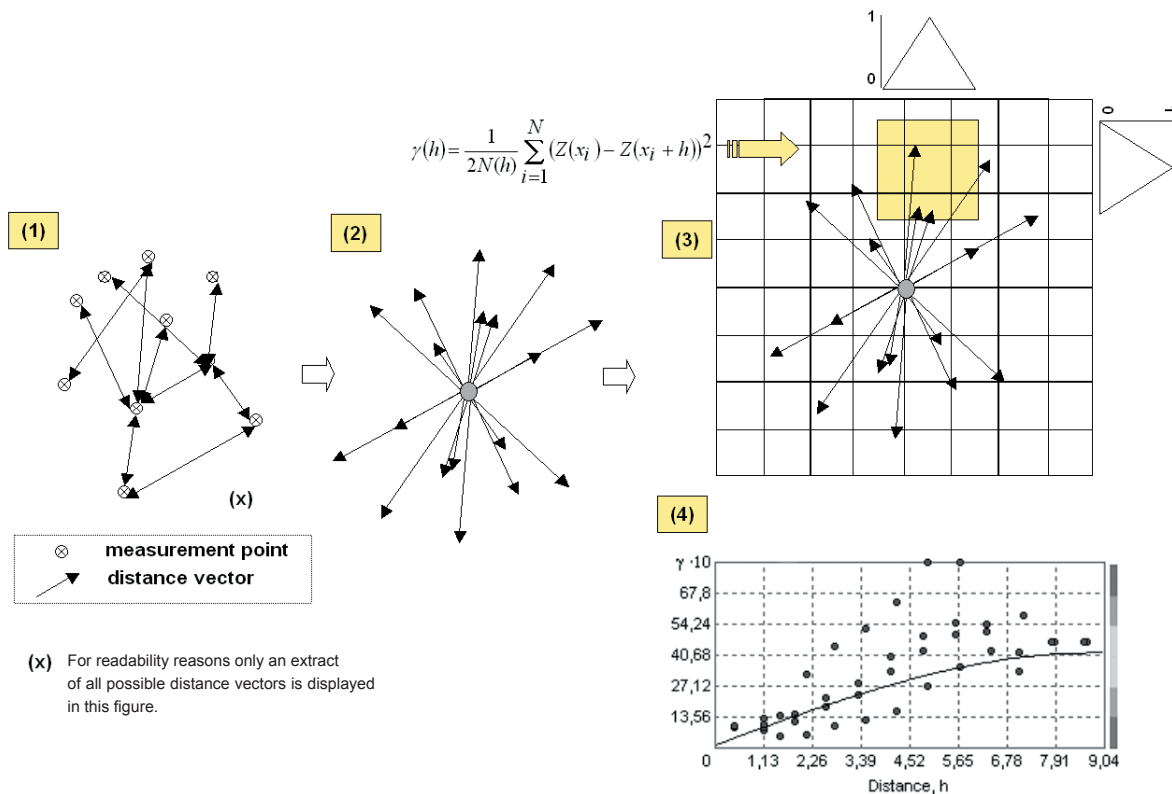 1
0
0
1
γ(h) = 1/2N(h) ∑ i=1 N (Z(x_i) − Z(x_i + h))²
(1)
(2)
(3)
(x)
⊗ measurement point
distance vector
(x) For readability reasons only an extract
of all possible distance vectors is displayed
in this figure.
(4)
γ ·10
67,8
54,24
40,68
27,12
13,56
0 1,13 2,26 3,39 4,52 5,65 6,78 7,91 9,04
Distance, h